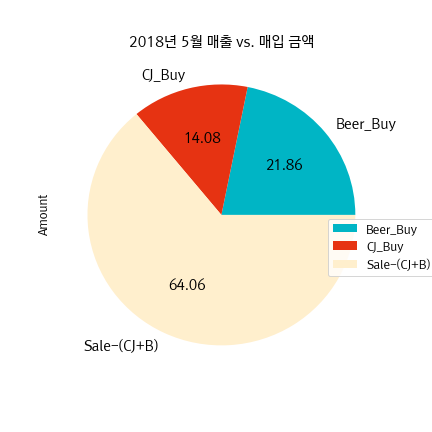 2018년 5월 매출 vs. 매입 금액
CJ_Buy
Beer_Buy
14.08
21.86
Amount
Beer_Buy
CJ_Buy
Sale-(CJ+B)
64.06
Sale-(CJ+B)